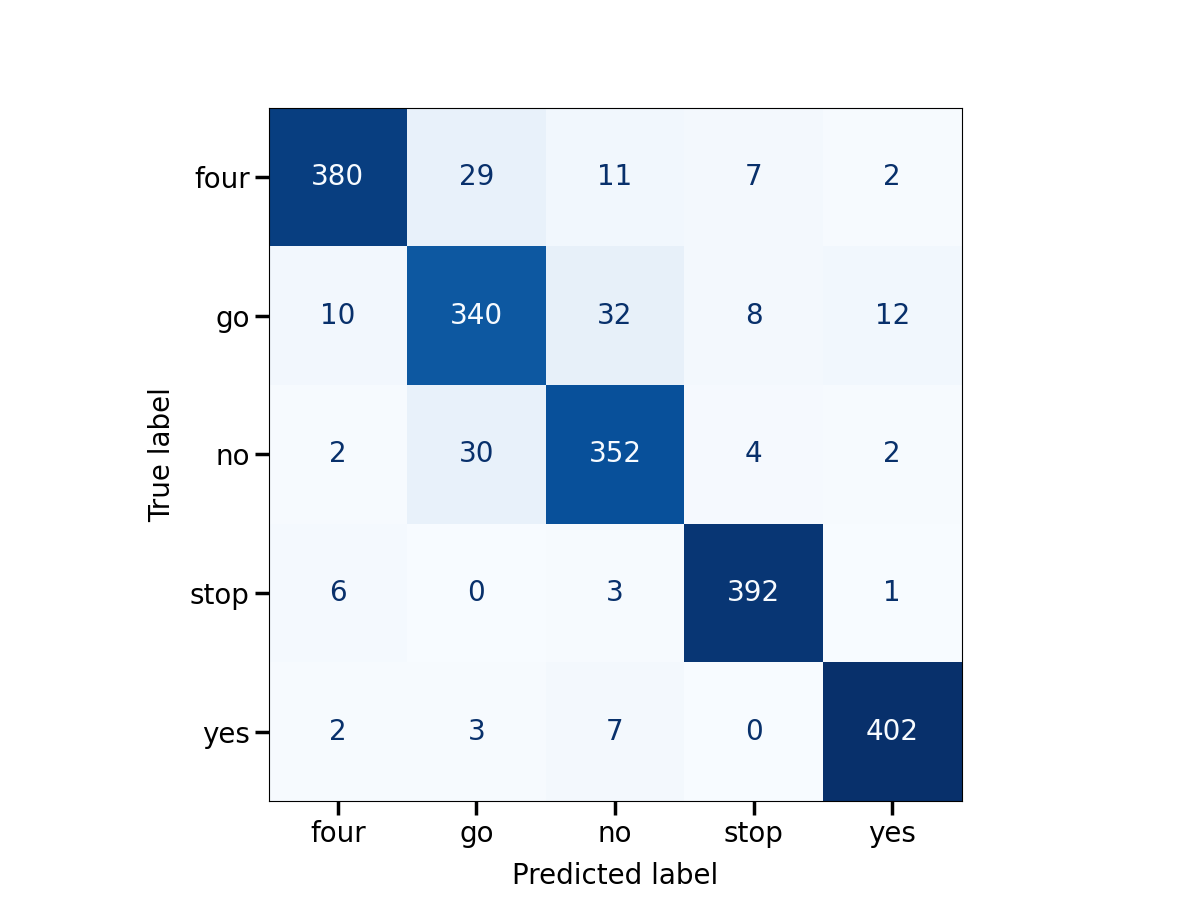 four 380 29 11 7 2
go 10 340 32 8 12
no 2 30 352 4 2
stop 6 0 3 392 1
yes 2 3 7 0 402
four go no stop yes
Predicted label
True label